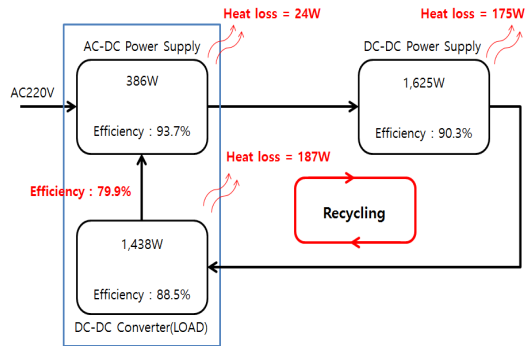 Heat loss = 24W
Heat loss = 175W
AC-DC Power Supply
DC-DC Power Supply
AC220V
386W
Efficiency : 93.7%
1,625W
Efficiency : 90.3%
Heat loss = 187W
Efficiency : 79.9%
Recycling
1,438W
Efficiency : 88.5%
DC-DC Converter(LOAD)